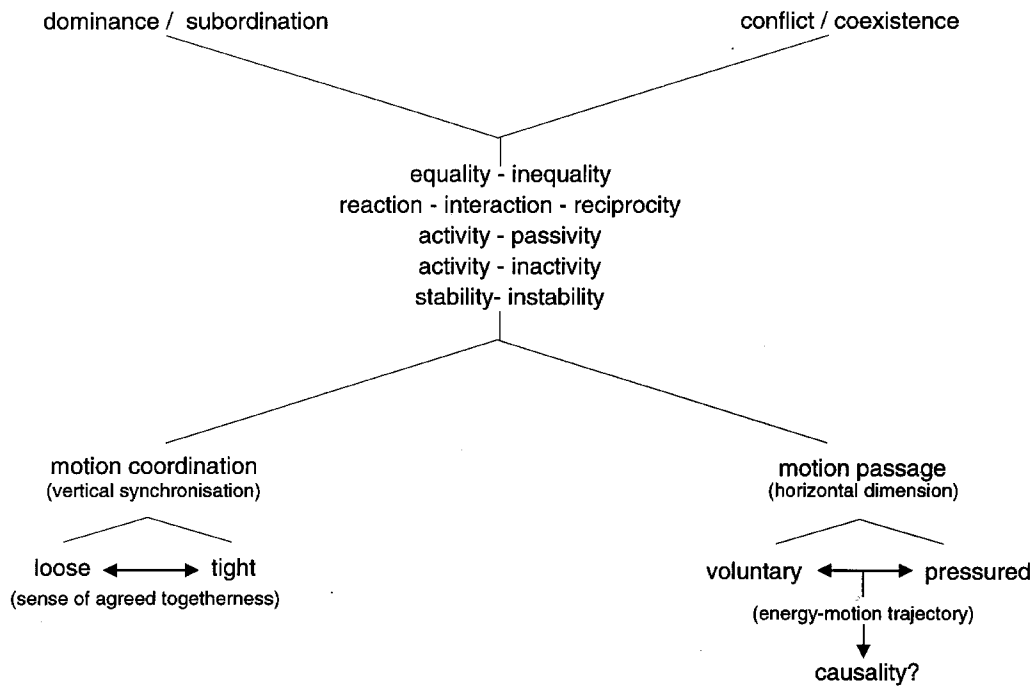 dominance / subordination
conflict / coexistence
equality - inequality
reaction - interaction - reciprocity
activity - passivity
activity - inactivity
stability- instability
motion coordination
(vertical synchronisation)
loose
tight
(sense of agreed togetherness)
motion passage
(horizontal dimension)
voluntary
pressured
(energy-motion trajectory)
causality?